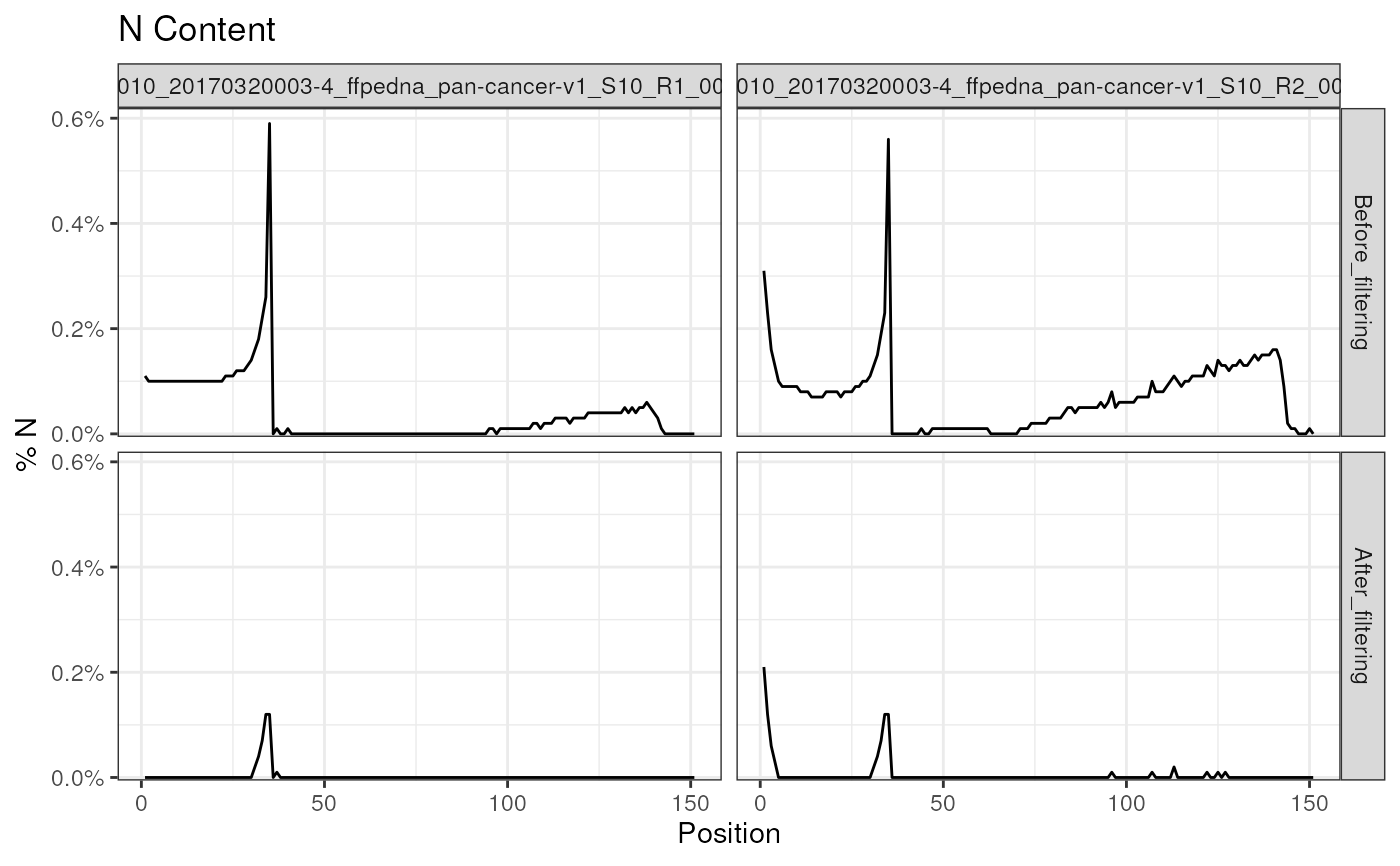 N Content
010_20170320003-4_ffpedna_pan-cancer-v1_S10_R1_00
010_20170320003-4_ffpedna_pan-cancer-v1_S10_R2_00
0.6%
0.4%
0.2%
0.0%
Before_filtering
% N
0.6%
0.4%
0.2%
0.0%
After_filtering
0 50 100 150
0 50 100 150
Position